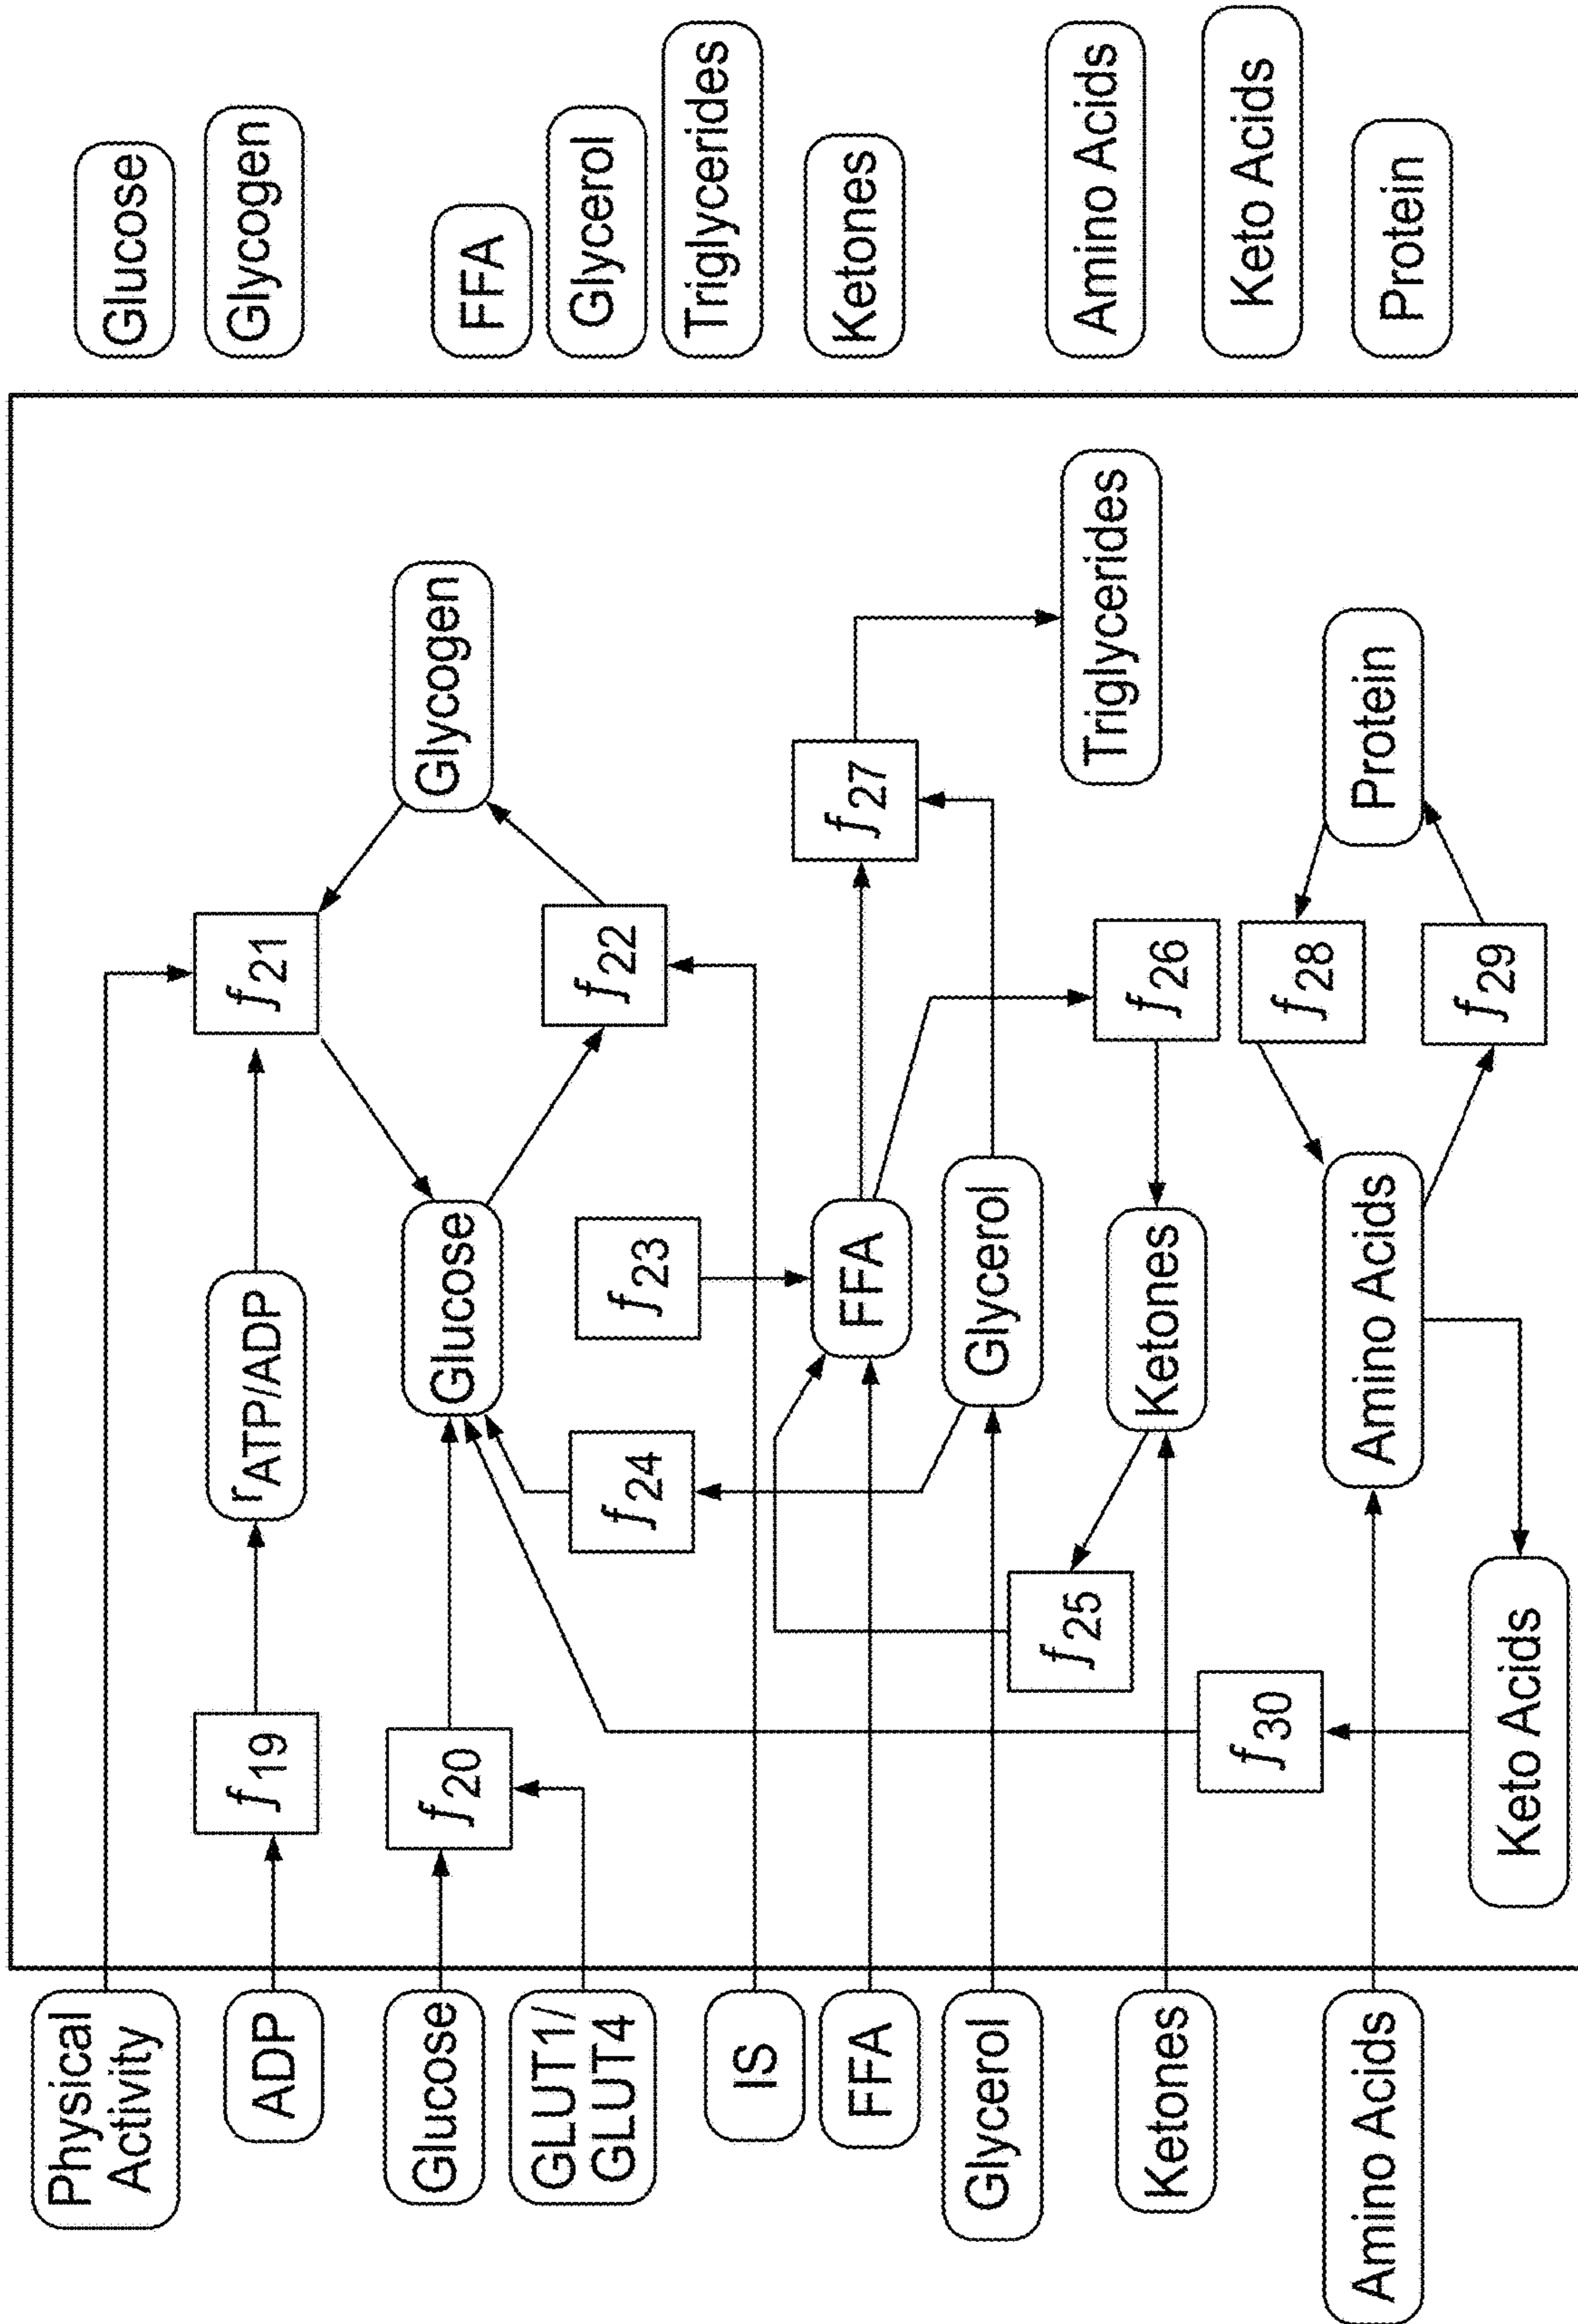 Physical
Activity
ADP
Glucose
GLUT1/
GLUT4
IS
FFA
Glycerol
Ketones
Amino Acids
f19
rATP/ADP
f21
f20
Glucose
Glycogen
f22
f24
f23
FFA
f27
Glycerol
Triglycerides
f25
Ketones
f26
f30
f28
Amino Acids
Protein
f29
Keto Acids
Glucose
Glycogen
FFA
Glycerol
Triglycerides
Ketones
Amino Acids
Keto Acids
Protein